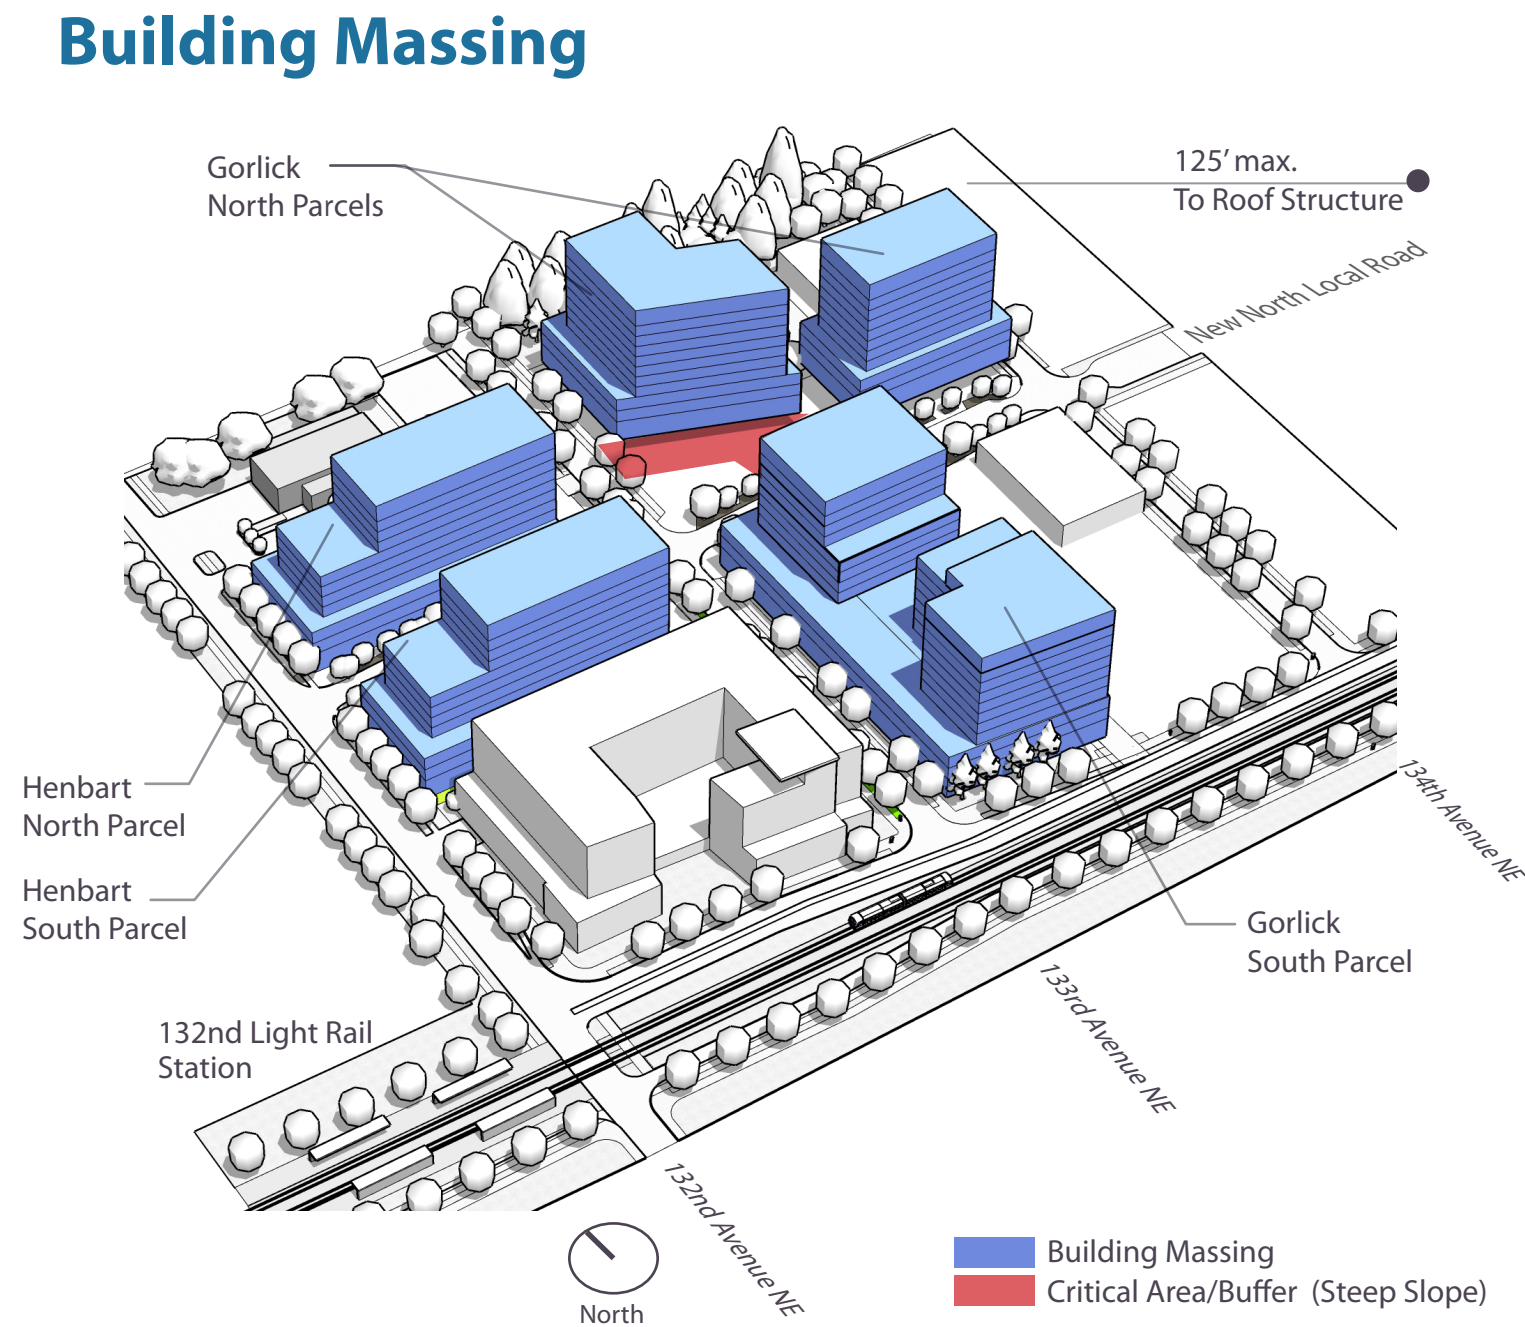 Building Massing
Gorlick
North Parcels
125’ max.
To Roof Structure
New North Local Road
Henbart
North Parcel
Henbart
South Parcel
134th Avenue NE
Gorlick
South Parcel
133rd Avenue NE
132nd Light Rail
Station
132nd Avenue NE
North
Building Massing
Critical Area/Buffer (Steep Slope)